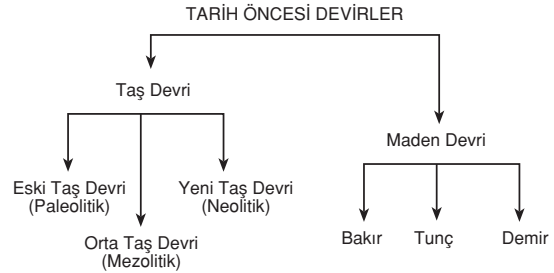 TARİH ÖNCESİ DEVİRLER
Taş Devri
Maden Devri
Eski Taş Devri
(Paleolitik)
Orta Taş Devri
(Mezolitik)
Yeni Taş Devri
(Neolitik)
Bakır
Tunç
Demir